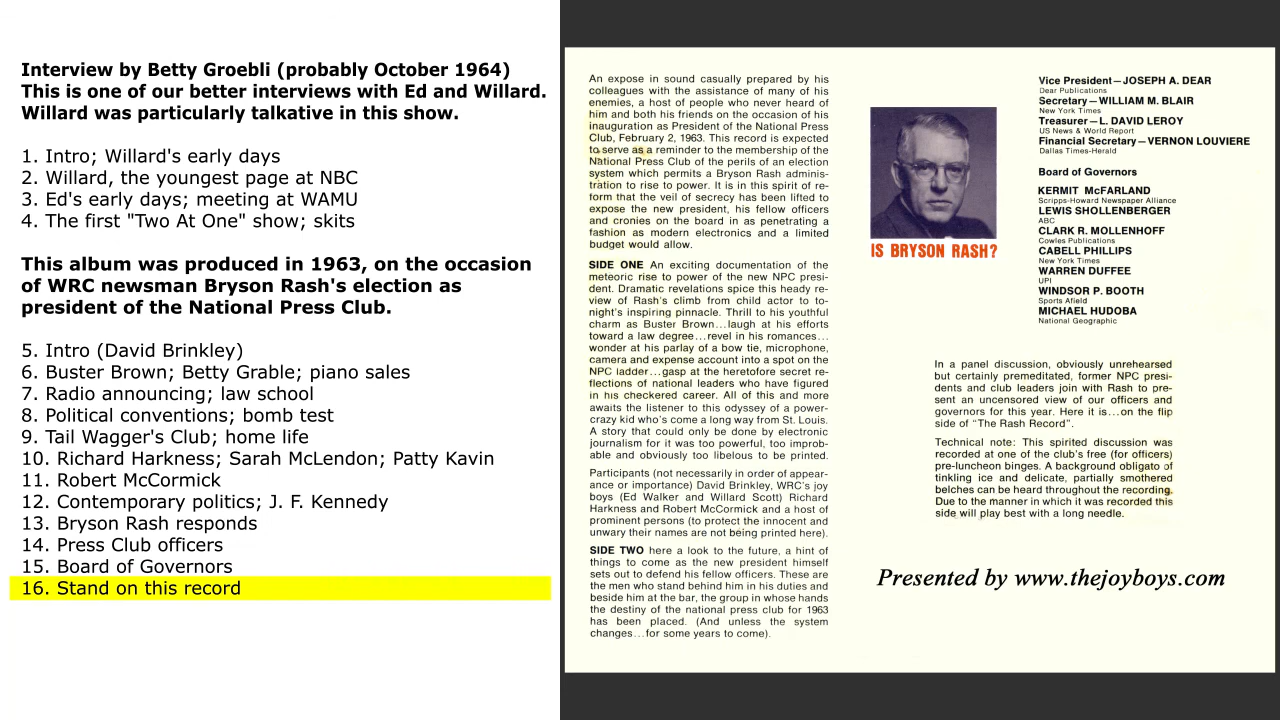 Interview by Betty Groebli (probably October 1964)
This is one of our better interviews with Ed and Willard.
Willard was particularly talkative in this show.
1. Intro; Willard's early days
2. Willard, the youngest page at NBC
3. Ed's early days; meeting at WAMU
4. The first "Two At One" show; skits
This album was produced in 1963, on the occasion
of WRC newsman Bryson Rash's election as
president of the National Press Club.
5. Intro (David Brinkley)
6. Buster Brown; Betty Grable; piano sales
7. Radio announcing; law school
8. Political conventions; bomb test
9. Tail Wagger's Club; home life
10. Richard Harkness; Sarah McLendon; Patty Kavin
11. Robert McCormick
12. Contemporary politics; J. F. Kennedy
13. Bryson Rash responds
14. Press Club officers
15. Board of Governors
16. Stand on this record
An expose in sound casually prepared by his
colleagues with the assistance of many of his
enemies, a host of people who never heard of
him and both his friends on the occasion of his
inauguration as President of the National Press
Club, February 2, 1963. This record is expected
to serve as a reminder to the membership of the
National Press Club of the perils of an election
system which permits a Bryson Rash adminis-
tration to rise to power. It is in this spirit of re-
form that the veil of secrecy has been lifted to
expose the new president, his fellow officers
and cronies on the board in as penetrating a
fashion as modern electronics and a limited
budget would allow.
SIDE ONE An exciting documentation of the
meteoric rise to power of the new NPC presi-
dent. Dramatic revelations spice this heady re-
view of Rash's climb from child actor to to-
night's inspiring pinnacle. Thrill to his youthful
charm as Buster Brown...laugh at his efforts
toward a law degree...revel in his romances...
wonder at his parlay of a bow tie, microphone,
camera and expense account into a spot on the
NPC ladder...gasp at the heretofore secret re-
flections of national leaders who have figured
in his checkered career. All of this and more
awaits the listener to this odyssey of a power-
crazy kid who's come a long way from St. Louis.
A story that could only be done by electronic
journalism for it was too powerful, too improb-
able and obviously too libelous to be printed.
Participants (not necessarily in order of appear-
ance or importance) David Brinkley, WRC's joy
boys (Ed Walker and Willard Scott) Richard
Harkness and Robert McCormick and a host of
prominent persons (to protect the innocent and
unwary their names are not being printed here).
SIDE TWO here a look to the future, a hint of
things to come as the new president himself
sets out to defend his fellow officers. These are
the men who stand behind him in his duties and
beside him at the bar, the group in whose hands
the destiny of the national press club for 1963
has been placed. (And unless the system
changes...for some years to come).
IS BRYSON RASH?
Vice President—JOSEPH A. DEAR
Dear Publications
Secretary—WILLIAM M. BLAIR
New York Times
Treasurer—L. DAVID LEROY
US News & World Report
Financial Secretary—VERNON LOUVIERE
Dallas Times-Herald
Board of Governors
KERMIT McFARLAND
Scripps-Howard Newspaper Alliance
LEWIS SHOLLENBERGER
ABC
CLARK R. MOLLENHOFF
Cowles Publications
CABELL PHILLIPS
New York Times
WARREN DUFFEE
UPI
WINDSOR P. BOOTH
Sports Afield
MICHAEL HUDOBA
National Geographic
In a panel discussion, obviously unrehearsed
but certainly premeditated, former NPC presi-
dents and club leaders join with Rash to pre-
sent an uncensored view of our officers and
governors for this year. Here it is...on the flip
side of "The Rash Record".
Technical note: This spirited discussion was
recorded at one of the club's free (for officers)
pre-luncheon binges. A background obligato of
tinkling ice and delicate, partially smothered
belches can be heard throughout the recording.
Due to the manner in which it was recorded this
side will play best with a long needle.
Presented by www.thejoyboys.com